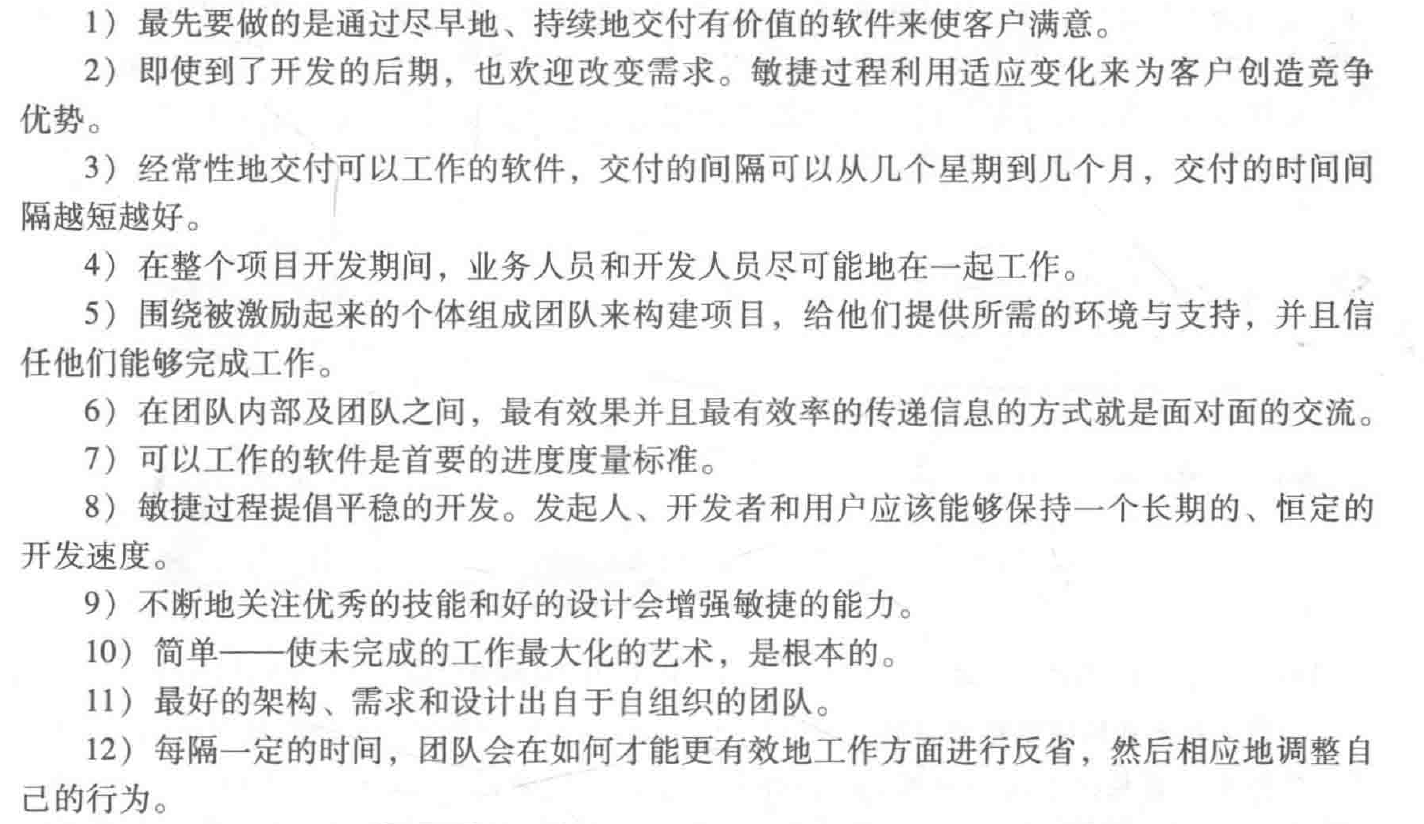 1）最先要做的是通过尽早地、持续地交付有价值的软件来使客户满意。
2）即使到了开发的后期，也欢迎改变需求。敏捷过程利用适应变化来为客户创造竞争
优势。
3）经常性地交付可以工作的软件，交付的间隔可以从几个星期到几个月，交付的时间间
隔越短越好。
4）在整个项目开发期间，业务人员和开发人员尽可能地在一起工作。
5）围绕被激励起来的个体组成团队来构建项目，给他们提供所需的环境与支持，并且信
任他们能够完成工作。
6）在团队内部及团队之间，最有效果并且最有效率的传递信息的方式就是面对面的交流。
7）可以工作的软件是首要的进度度量标准。
8）敏捷过程提倡平稳的开发。发起人、开发者和用户应该能够保持一个长期的、恒定的
开发速度。
9）不断地关注优秀的技能和好的设计会增强敏捷的能力。
10）简单——使未完成的工作最大化的艺术，是根本的。
11）最好的架构、需求和设计出自于自组织的团队。
12）每隔一定的时间，团队会在如何才能更有效地工作方面进行反省，然后相应地调整自
己的行为。